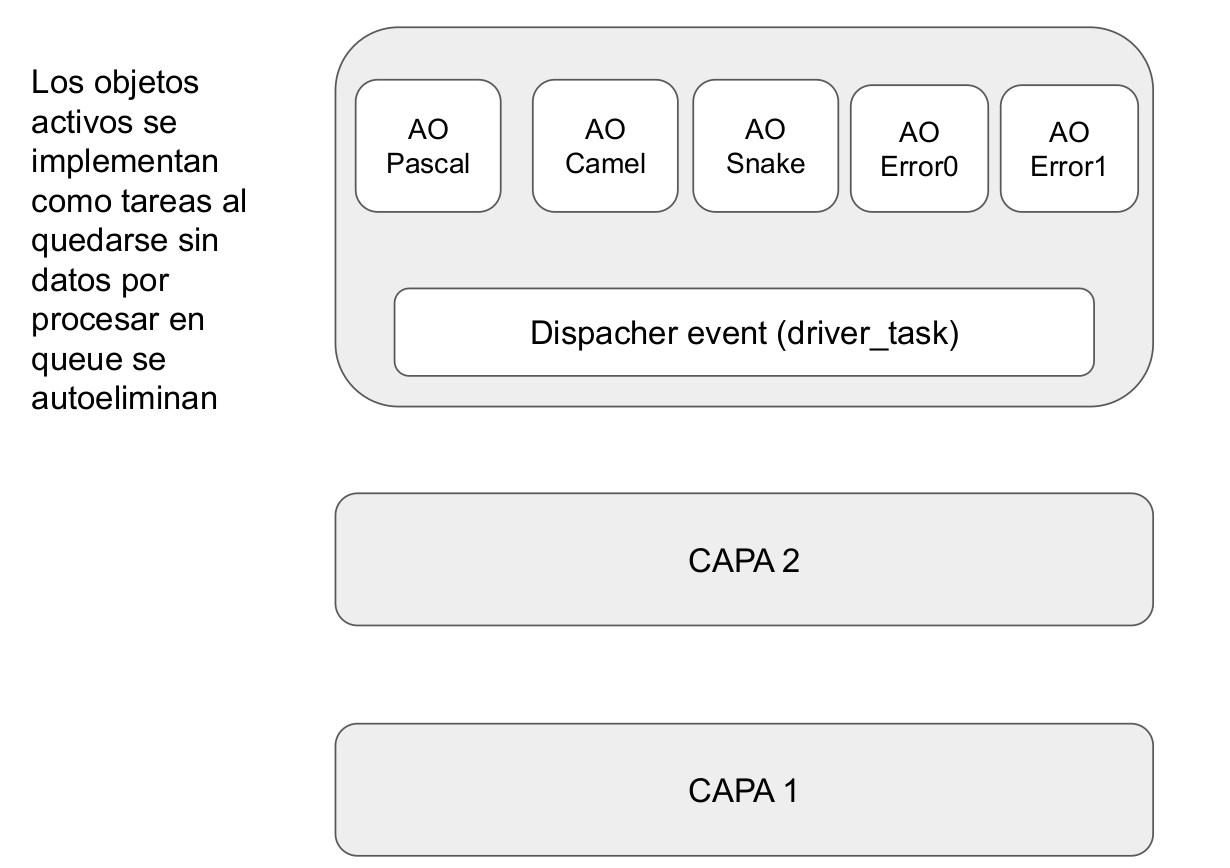 Los objetos
activos se
implementan
como tareas al
quedarse sin
datos por
procesar en
queue se
autoeliminan
AO
Pascal
AO
Camel
AO
Snake
AO
Error0
AO
Error1
Dispacher event (driver_task)
CAPA 2
CAPA 1